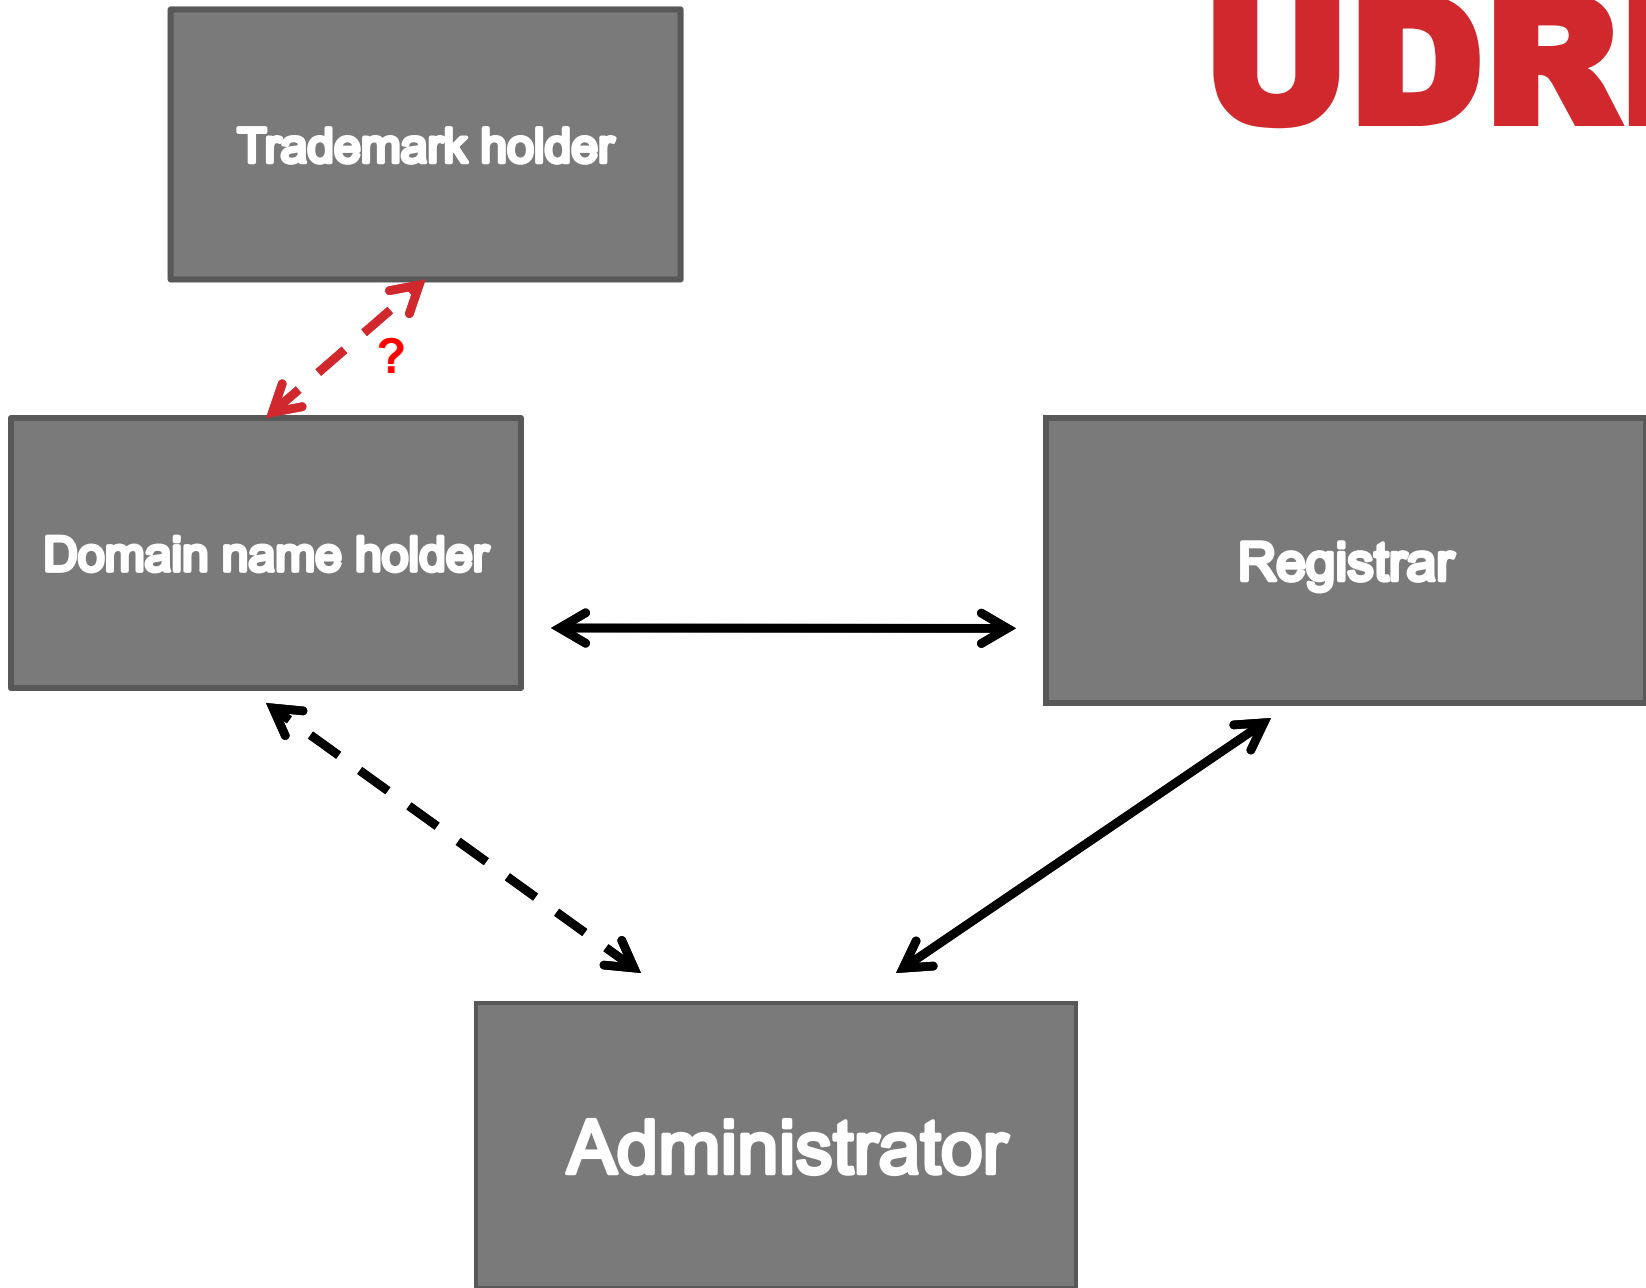 UDR
Trademark holder
?
Domain name holder
Registrar
Administrator